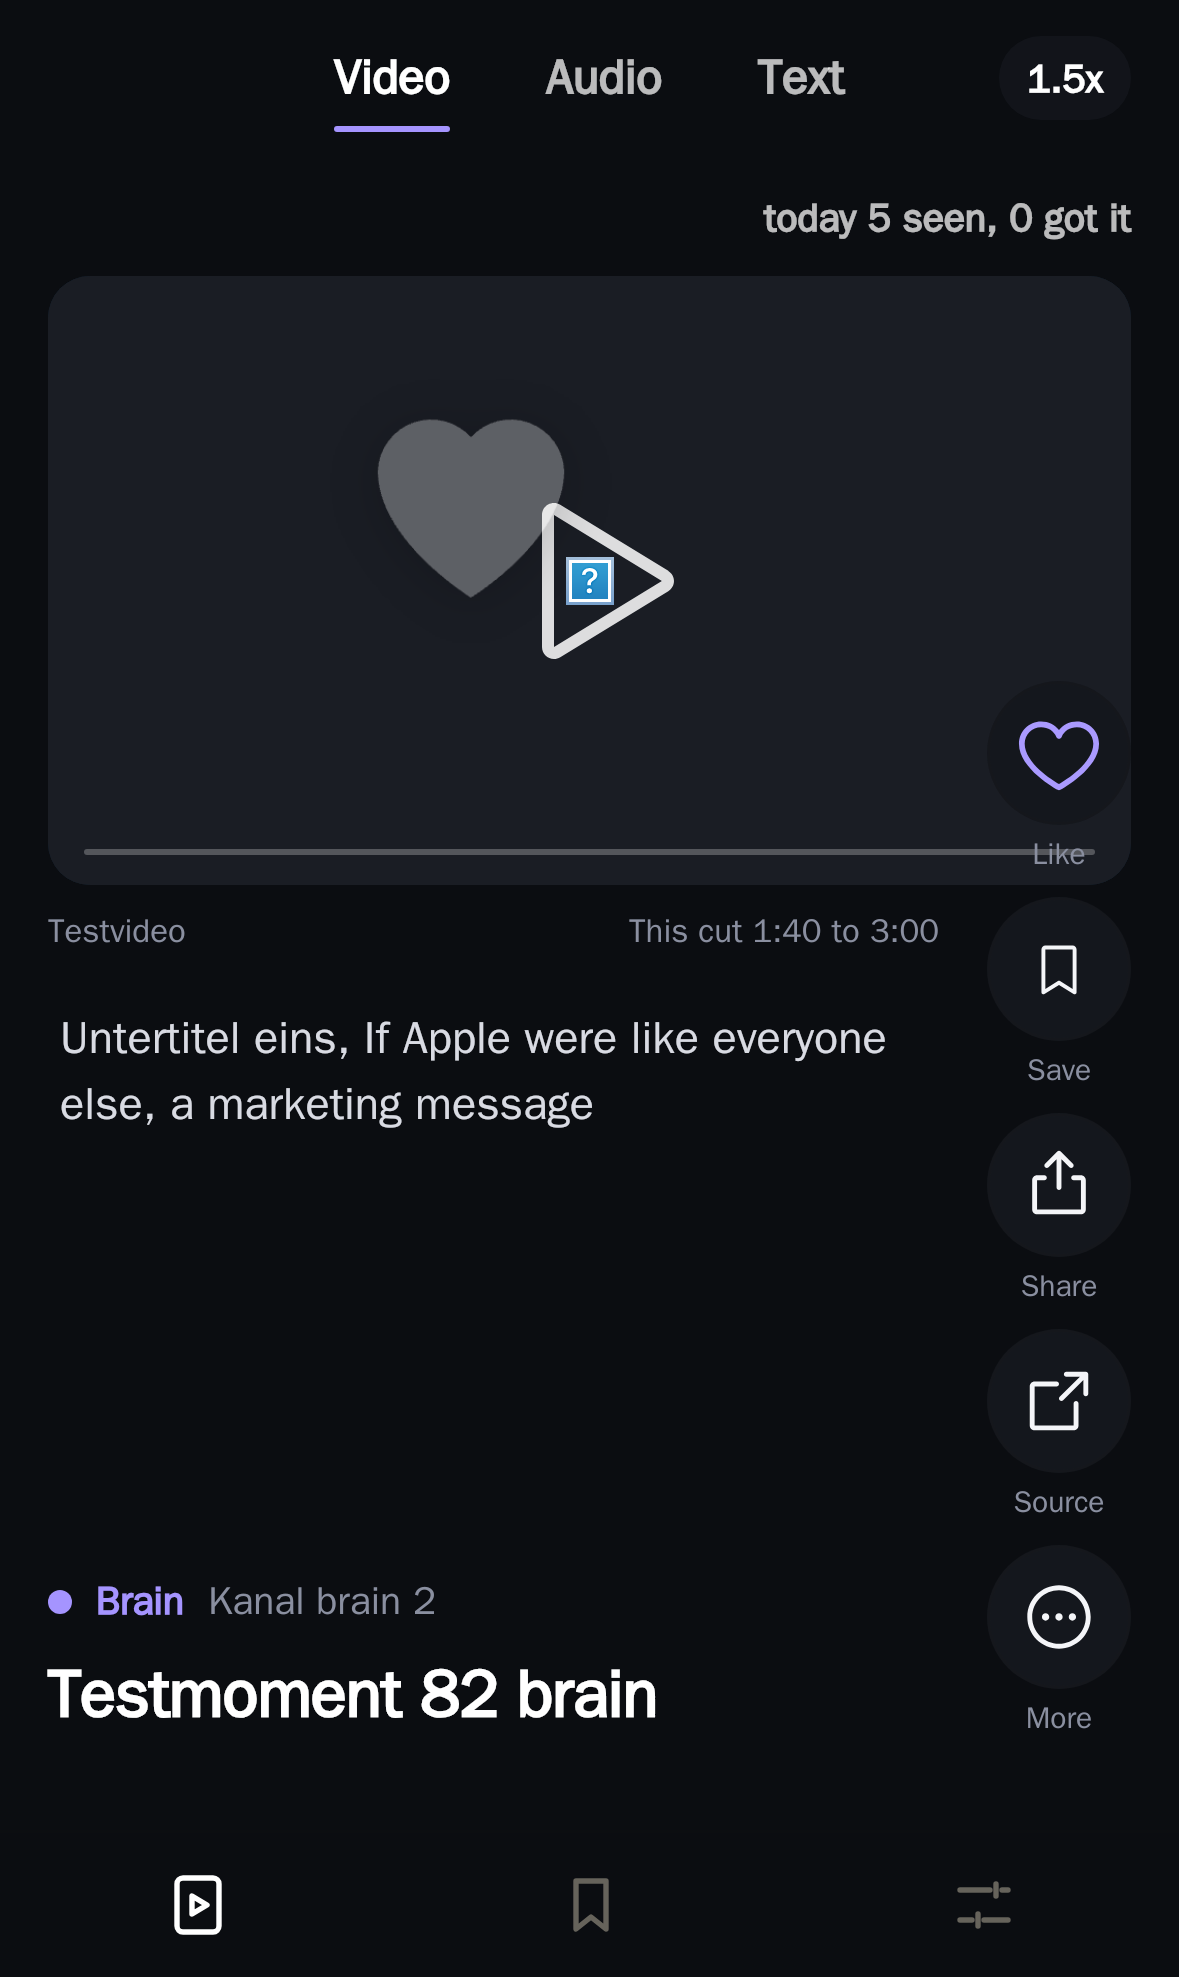 Video Audio Text 1.5x
today 5 seen, 0 got it
?
Like
Testvideo This cut 1:40 to 3:00
Untertitel eins, If Apple were like everyone
else, a marketing message
Save
Share
Source
Brain Kanal brain 2
Testmoment 82 brain
More